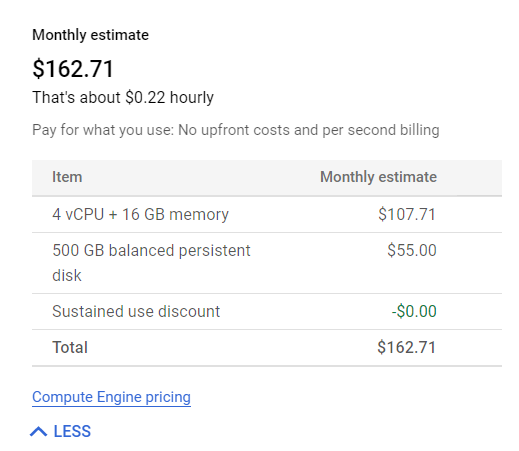 Monthly estimate
$162.71
That's about $0.22 hourly
Pay for what you use: No upfront costs and per second billing
Item Monthly estimate
4 vCPU + 16 GB memory $107.71
500 GB balanced persistent $55.00
disk
Sustained use discount -$0.00
Total $162.71
Compute Engine pricing
LESS